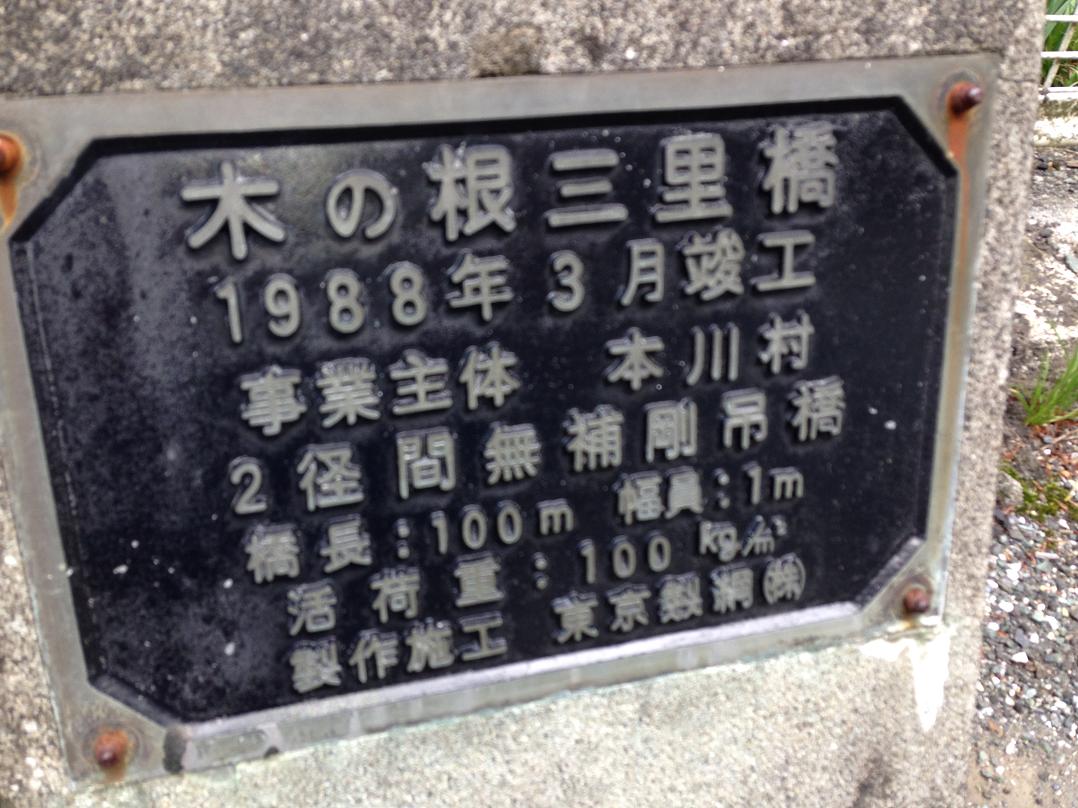 木の根三里橋
1988年3月竣工
事業主体 本川村
2径間無補剛吊橋
橋長:100m 幅員:1m
活荷重:100kg/㎡
製作施工 東京製綱㈱